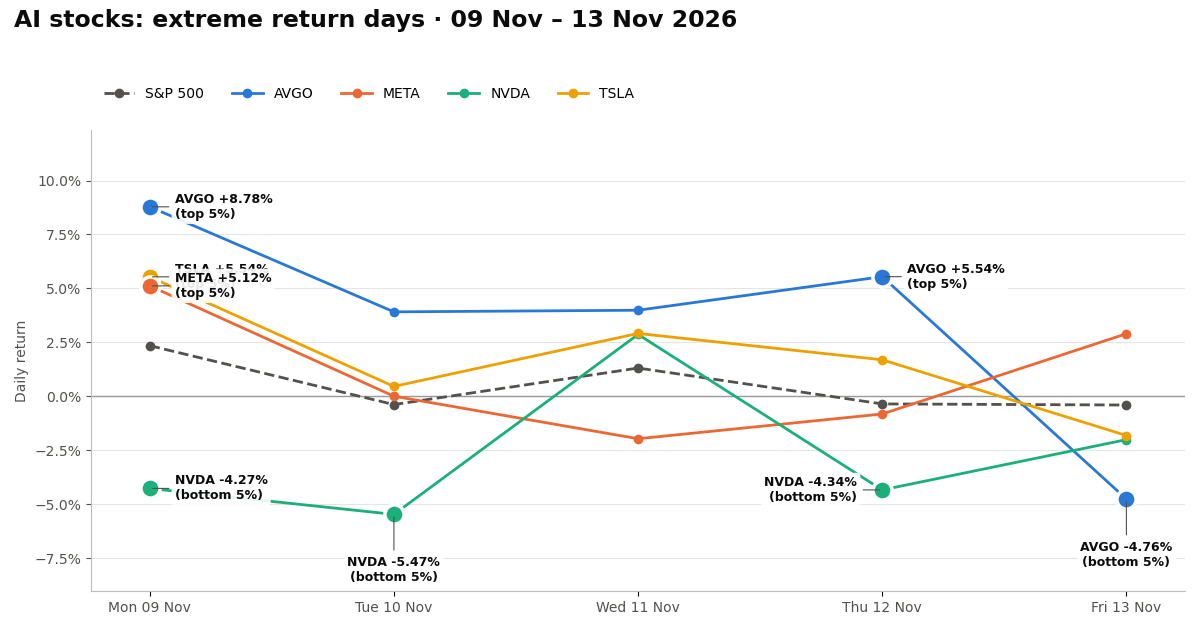 AI stocks: extreme return days · 09 Nov – 13 Nov 2026
S&P 500 AVGO META NVDA TSLA
Daily return
10.0%
7.5%
5.0%
2.5%
0.0%
−2.5%
−5.0%
−7.5%
AVGO +8.78%
(top 5%)
TSLA +5.54%
META +5.12%
(top 5%)
AVGO +5.54%
(top 5%)
NVDA -4.27%
(bottom 5%)
NVDA -4.34%
(bottom 5%)
NVDA -5.47%
(bottom 5%)
AVGO -4.76%
(bottom 5%)
Mon 09 Nov Tue 10 Nov Wed 11 Nov Thu 12 Nov Fri 13 Nov